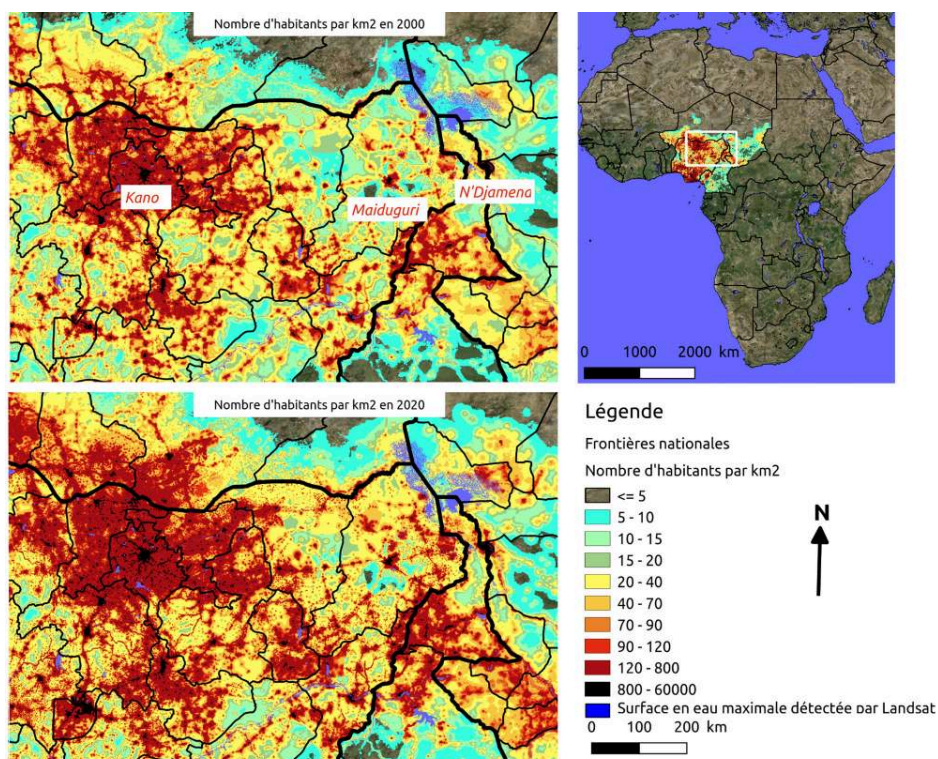 Nombre d'habitants par km2 en 2000
Kano
Maiduguri
N'Djamena
0 1000 2000 km
Nombre d'habitants par km2 en 2020
Légende
Frontières nationales
Nombre d'habitants par km2
<= 5
5 - 10
10 - 15
15 - 20
20 - 40
40 - 70
70 - 90
90 - 120
120 - 800
800 - 60000
Surface en eau maximale détectée par Landsat
0 100 200 km
N